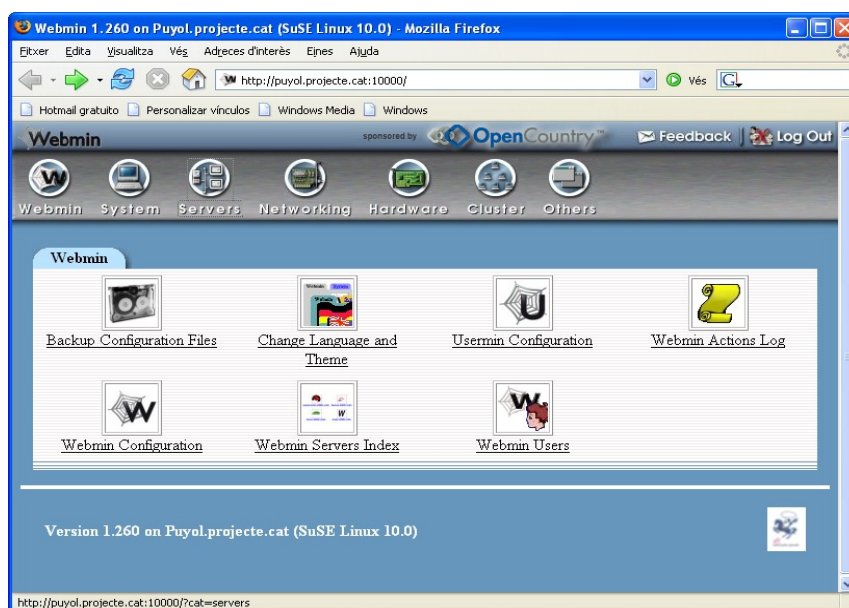 Webmin 1.260 on Puyol.projecte.cat (SuSE Linux 10.0) - Mozilla Firefox
Fitxer Edita Visualitza Vés Adreces d'interès Eines Ajuda
http://puyol.projecte.cat:10000/ Vés G
Hotmail gratuito Personalizar vínculos Windows Media Windows
Webmin sponsored by OpenCountry™ Feedback | Log Out
Webmin System Servers Networking Hardware Cluster Others
Webmin
Backup Configuration Files Change Language and Usermin Configuration Webmin Actions Log
Theme
Webmin Configuration Webmin Servers Index Webmin Users
Version 1.260 on Puyol.projecte.cat (SuSE Linux 10.0)
http://puyol.projecte.cat:10000/?cat=servers